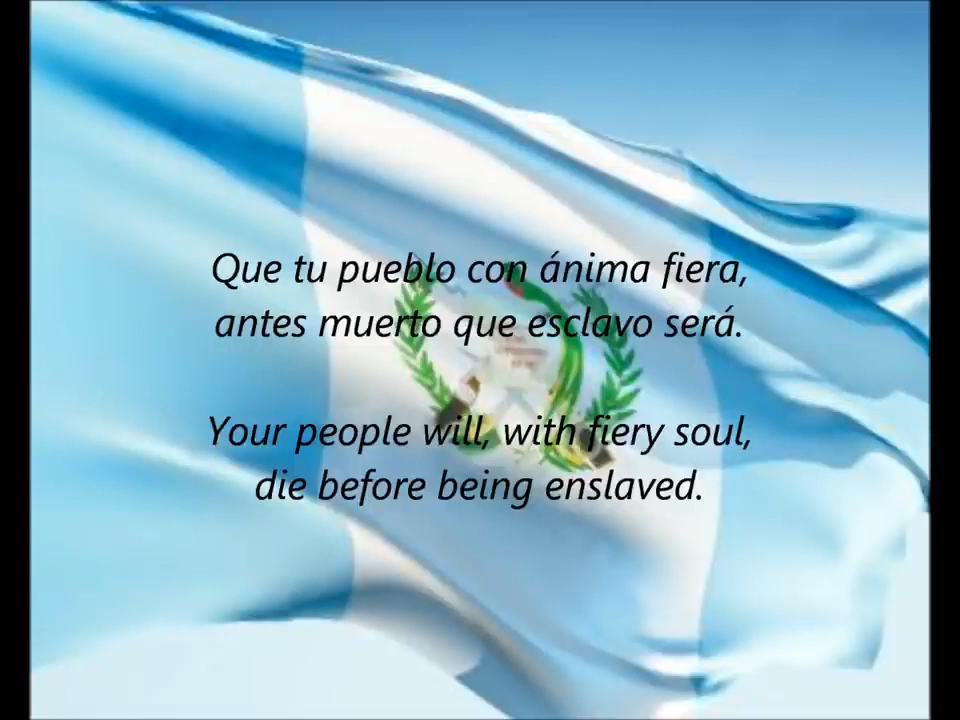 Que tu pueblo con ánima fiera,
antes muerto que esclavo será.
Your people will, with fiery soul,
die before being enslaved.